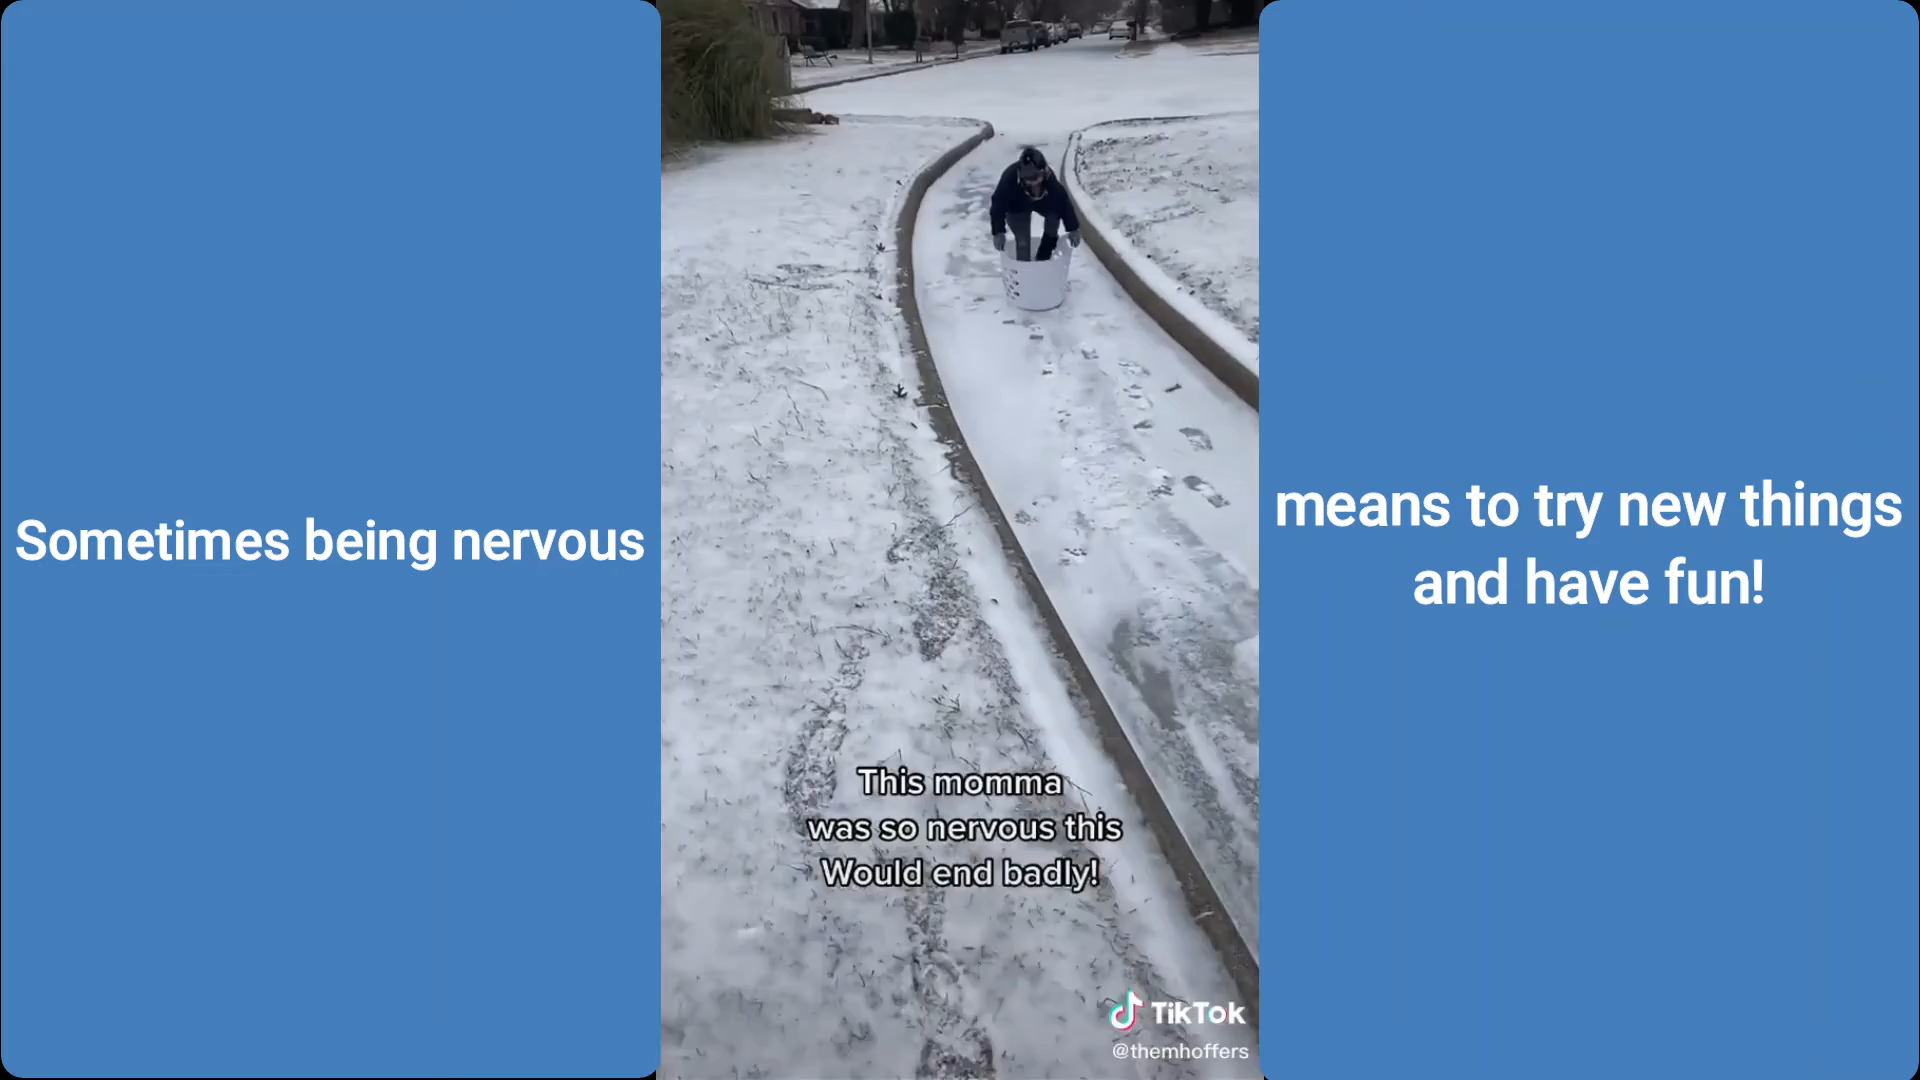 Sometimes being nervous
means to try new things
and have fun!
This momma
was so nervous this
Would end badly!
TikTok
@themhoffers